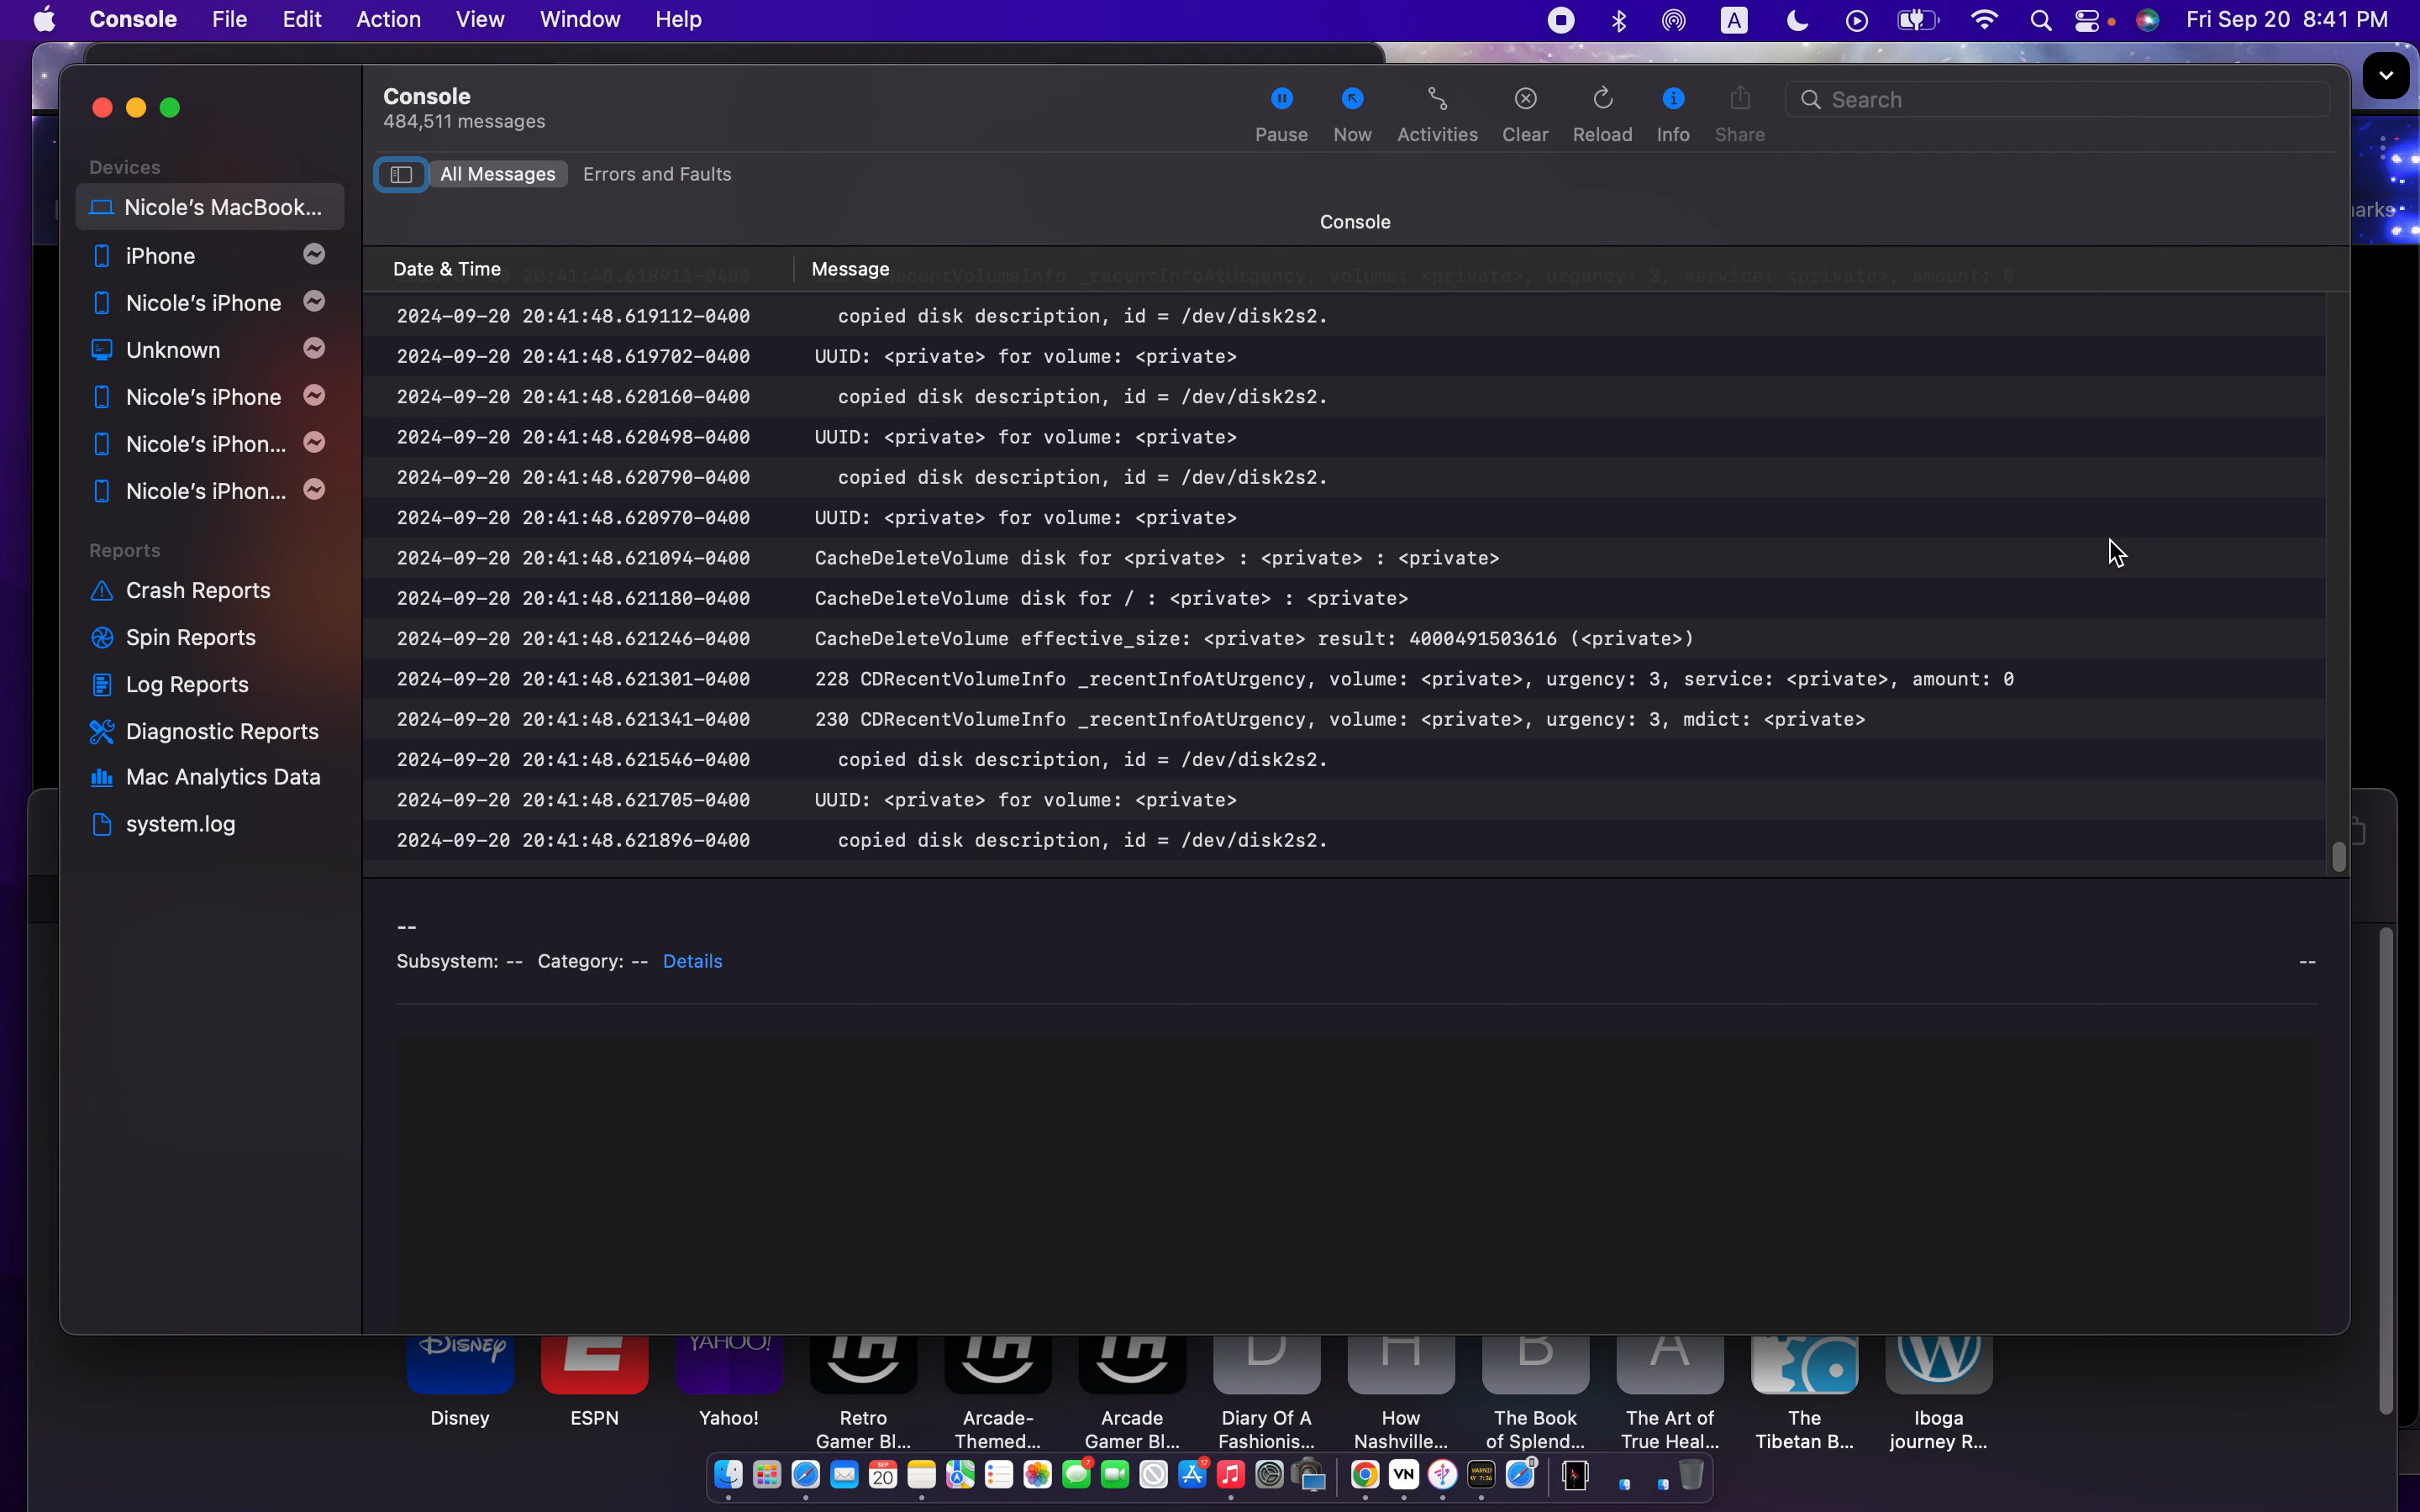 Console File Edit Action View Window Help
A
Fri Sep 20 8:41 PM
Console
484,511 messages
Pause Now Activities Clear Reload Info Share
Search
Devices
All Messages Errors and Faults
Nicole's MacBook...
Console
iPhone
Date & Time Message
Nicole's iPhone
2024-09-20 20:41:48.619112-0400 copied disk description, id = /dev/disk2s2.
Unknown
2024-09-20 20:41:48.619702-0400 UUID: <private> for volume: <private>
Nicole's iPhone
2024-09-20 20:41:48.620160-0400 copied disk description, id = /dev/disk2s2.
Nicole's iPhon...
2024-09-20 20:41:48.620498-0400 UUID: <private> for volume: <private>
Nicole's iPhon...
2024-09-20 20:41:48.620790-0400 copied disk description, id = /dev/disk2s2.
2024-09-20 20:41:48.620970-0400 UUID: <private> for volume: <private>
Reports
2024-09-20 20:41:48.621094-0400 CacheDeleteVolume disk for <private> : <private> : <private>
Crash Reports
2024-09-20 20:41:48.621180-0400 CacheDeleteVolume disk for / : <private> : <private>
Spin Reports
2024-09-20 20:41:48.621246-0400 CacheDeleteVolume effective_size: <private> result: 4000491503616 (<private>)
Log Reports
2024-09-20 20:41:48.621301-0400 228 CDRecentVolumeInfo _recentInfoAtUrgency, volume: <private>, urgency: 3, service: <private>, amount: 0
Diagnostic Reports
2024-09-20 20:41:48.621341-0400 230 CDRecentVolumeInfo _recentInfoAtUrgency, volume: <private>, urgency: 3, mdict: <private>
Mac Analytics Data
2024-09-20 20:41:48.621546-0400 copied disk description, id = /dev/disk2s2.
system.log
2024-09-20 20:41:48.621705-0400 UUID: <private> for volume: <private>
2024-09-20 20:41:48.621896-0400 copied disk description, id = /dev/disk2s2.
--
Subsystem: -- Category: -- Details --
Disney E YAHOO! D H B A W
Disney ESPN Yahoo! Retro Gamer Bl... Arcade-Themed... Arcade Gamer Bl... Diary Of A Fashionis... How Nashville... The Book of Splend... The Art of True Heal... The Tibetan B... Iboga journey R...
SEP 20 7 17 VN